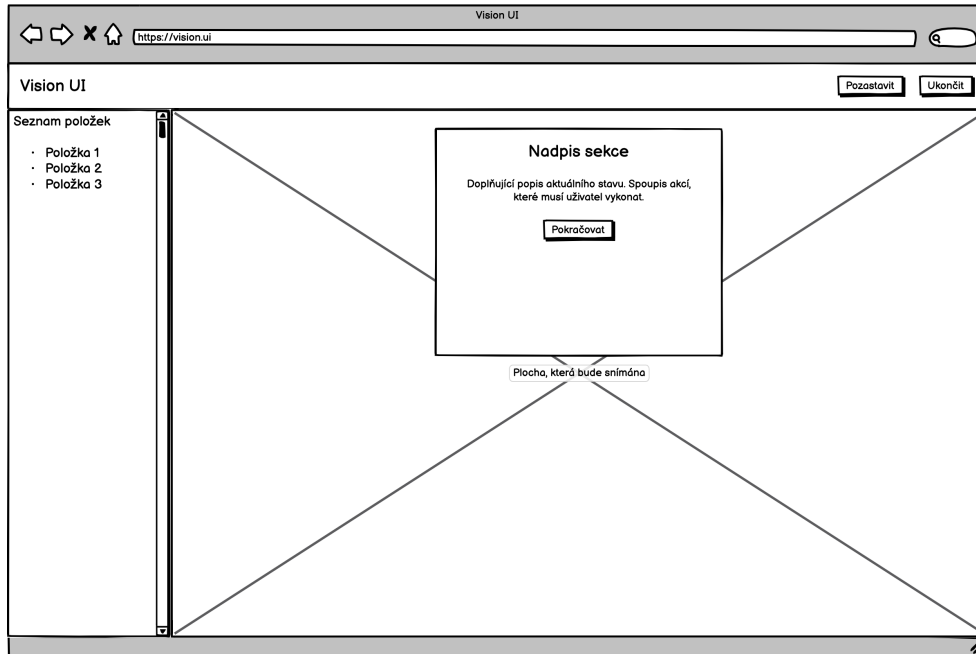 Vision UI
https://vision.ui
Vision UI
Pozastavit
Ukončit
Seznam položek
Položka 1
Položka 2
Položka 3
Nadpis sekce
Doplňující popis aktuálního stavu. Spoupis akcí,
které musí uživatel vykonat.
Pokračovat
Plocha, která bude snímána